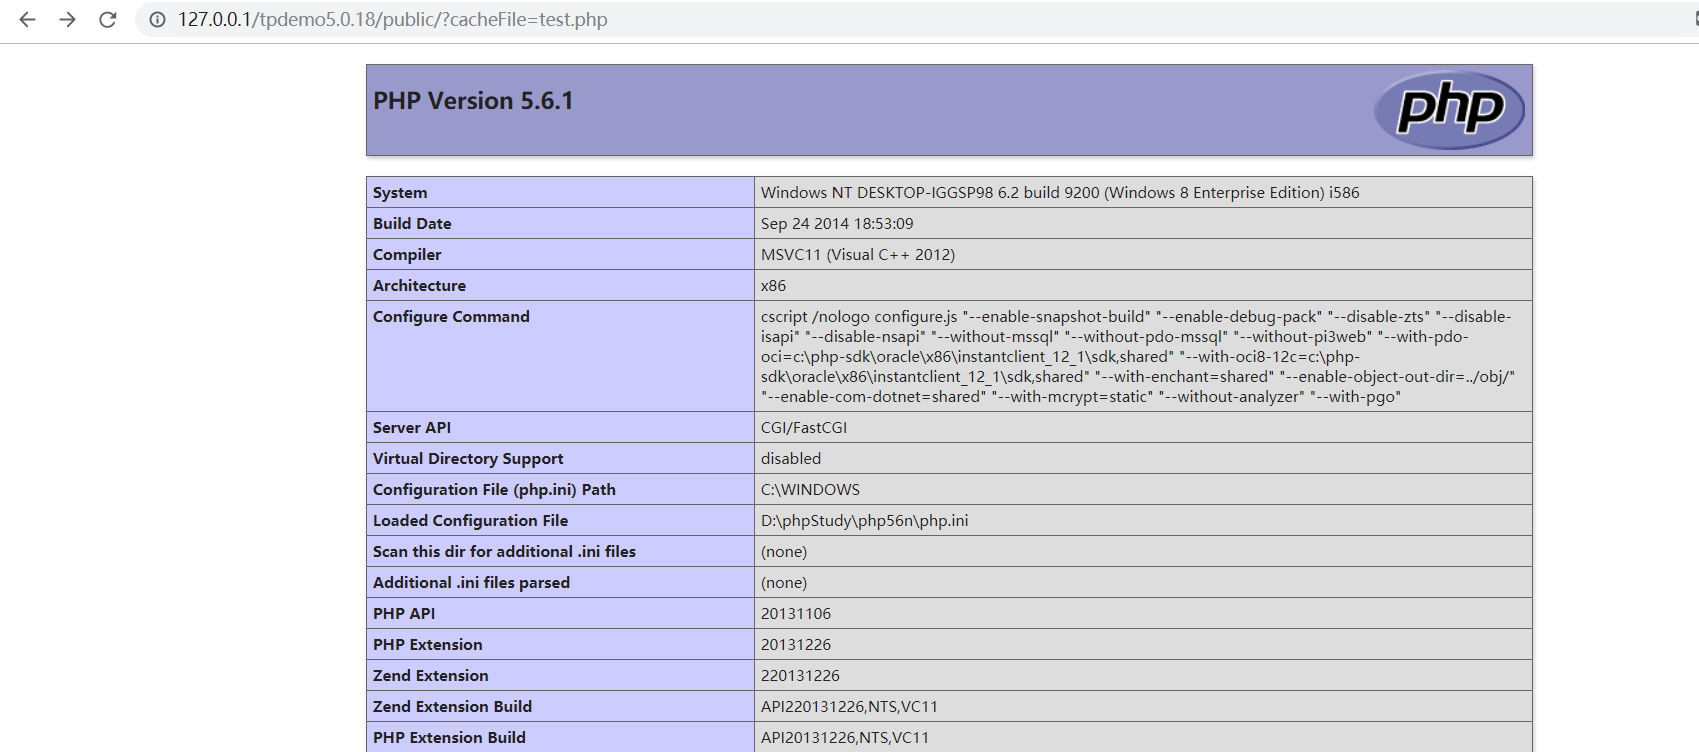 127.0.0.1/tpdemo5.0.18/public/?cacheFile=test.php
PHP Version 5.6.1
php
System Windows NT DESKTOP-IGGSP98 6.2 build 9200 (Windows 8 Enterprise Edition) i586
Build Date Sep 24 2014 18:53:09
Compiler MSVC11 (Visual C++ 2012)
Architecture x86
Configure Command cscript /nologo configure.js "--enable-snapshot-build" "--enable-debug-pack" "--disable-zts" "--disable-
isapi" "--disable-nsapi" "--without-mssql" "--without-pdo-mssql" "--without-pi3web" "--with-pdo-
oci=c:\php-sdk\oracle\x86\instantclient_12_1\sdk,shared" "--with-oci8-12c=c:\php-
sdk\oracle\x86\instantclient_12_1\sdk,shared" "--with-enchant=shared" "--enable-object-out-dir=../obj/"
"--enable-com-dotnet=shared" "--with-mcrypt=static" "--without-analyzer" "--with-pgo"
Server API CGI/FastCGI
Virtual Directory Support disabled
Configuration File (php.ini) Path C:\WINDOWS
Loaded Configuration File D:\phpStudy\php56n\php.ini
Scan this dir for additional .ini files (none)
Additional .ini files parsed (none)
PHP API 20131106
PHP Extension 20131226
Zend Extension 220131226
Zend Extension Build API220131226,NTS,VC11
PHP Extension Build API20131226,NTS,VC11